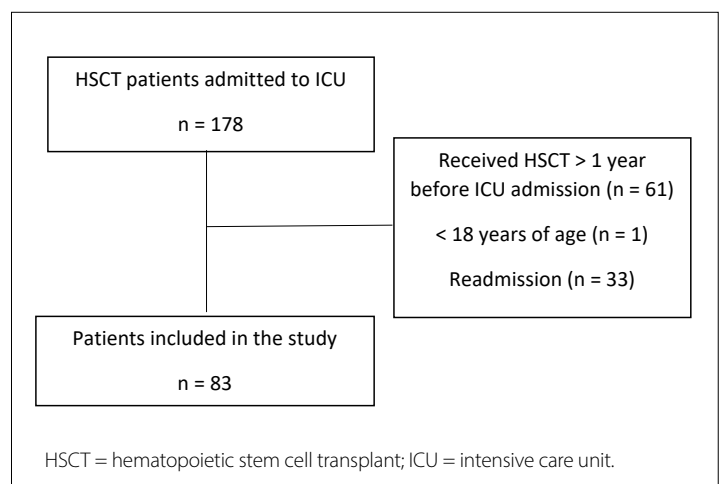 HSCT patients admitted to ICU
n = 178
Received HSCT > 1 year
before ICU admission (n = 61)
< 18 years of age (n = 1)
Readmission (n = 33)
Patients included in the study
n = 83
HSCT = hematopoietic stem cell transplant; ICU = intensive care unit.